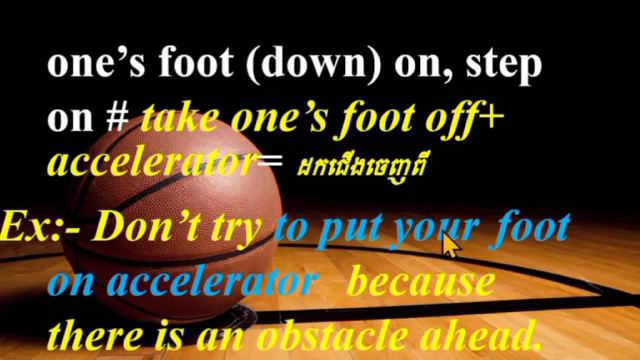 one’s foot (down) on, step
on # take one’s foot off+
accelerator= ដកជើងចេញពី
Ex:- Don’t try to put your foot
on accelerator because
there is an obstacle ahead.